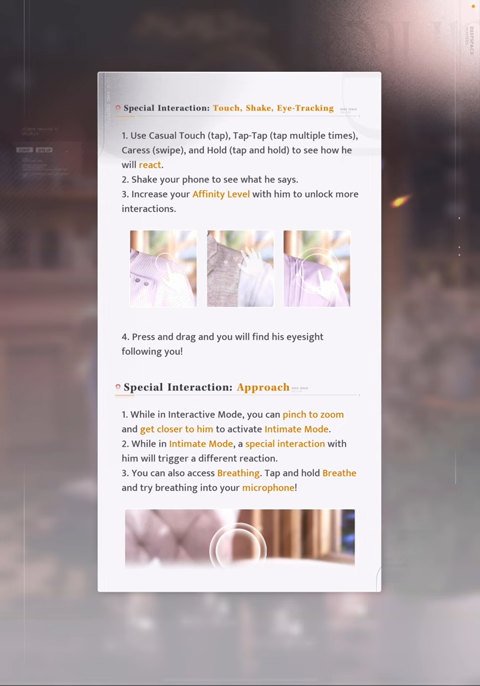 Special Interaction: Touch, Shake, Eye-Tracking
1. Use Casual Touch (tap), Tap-Tap (tap multiple times),
Caress (swipe), and Hold (tap and hold) to see how he
will react.
2. Shake your phone to see what he says.
3. Increase your Affinity Level with him to unlock more
interactions.
4. Press and drag and you will find his eyesight
following you!
Special Interaction: Approach
1. While in Interactive Mode, you can pinch to zoom
and get closer to him to activate Intimate Mode.
2. While in Intimate Mode, a special interaction with
him will trigger a different reaction.
3. You can also access Breathing. Tap and hold Breathe
and try breathing into your microphone!